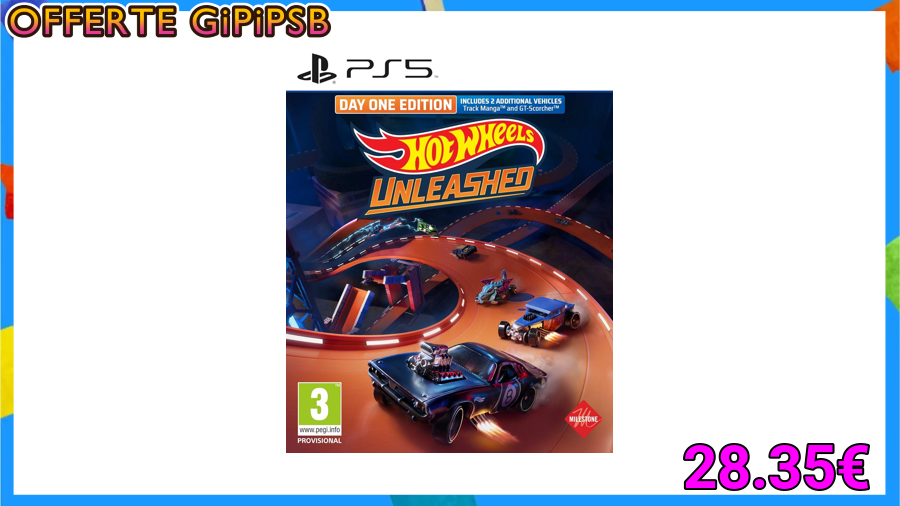 OFFERTE GiPiPSB
PS5
DAY ONE EDITION
INCLUDES 2 ADDITIONAL VEHICLES
Track Manga™ and GT-Scorcher™
HOT WHEELS
UNLEASHED
8
3
www.pegi.info
PROVISIONAL
MILESTONE
28.35€